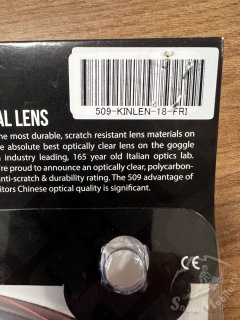 509-KINLEN-18-FRI
AL LENS
he most durable, scratch resistant lens materials on
e absolute best optically clear lens on the goggle
industry leading, 165 year old Italian optics lab.
're proud to announce an optically clear, polycarbon-
anti-scratch & durability rating. The 509 advantage of
itors Chinese optical quality is significant.
CE